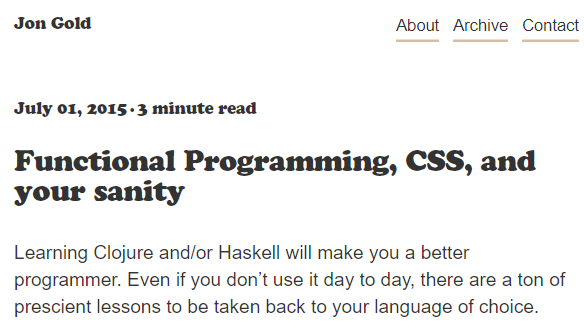 Jon Gold
About Archive Contact
July 01, 2015 · 3 minute read
Functional Programming, CSS, and
your sanity
Learning Clojure and/or Haskell will make you a better
programmer. Even if you don’t use it day to day, there are a ton of
prescient lessons to be taken back to your language of choice.